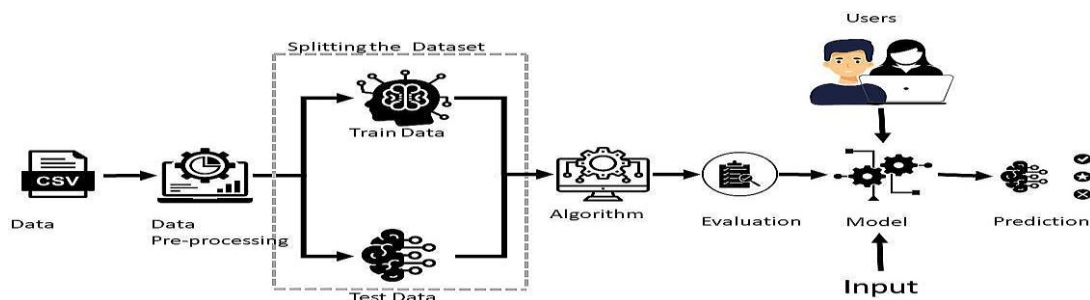 Users
Splitting the Dataset
Train Data
CSV
Data
Data
Pre-processing
Test Data
Algorithm
Evaluation
Model
Prediction
Input